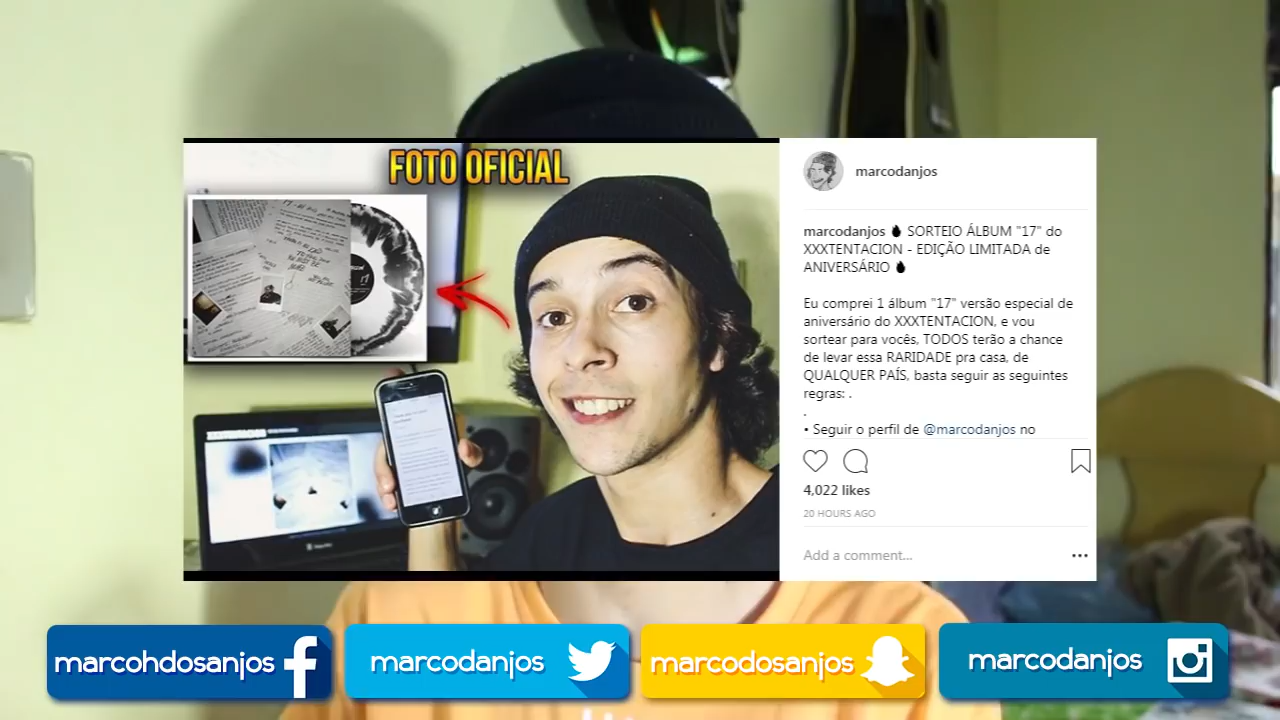 FOTO OFICIAL
marcodanjos
marcodanjos 🔥 SORTEIO ÁLBUM "17" do
XXXTENTACION - EDIÇÃO LIMITADA de
ANIVERSÁRIO 🔥
Eu comprei 1 álbum "17" versão especial de
aniversário do XXXTENTACION, e vou
sortear para vocês, TODOS terão a chance
de levar essa RARIDADE pra casa, de
QUALQUER PAÍS, basta seguir as seguintes
regras: .
.
• Seguir o perfil de @marcodanjos no
4,022 likes
20 HOURS AGO
Add a comment...
marcohdosanjos
marcodanjos
marcodosanjos
marcodanjos